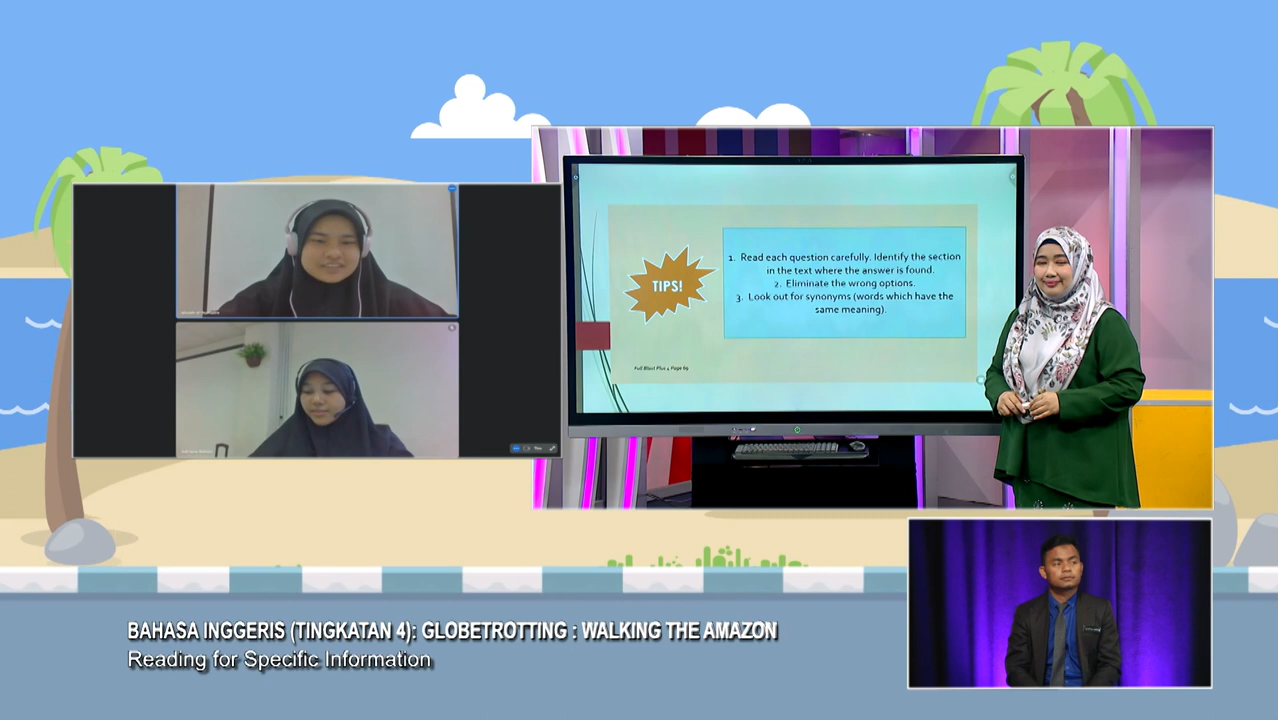 TIPS!
1. Read each question carefully. Identify the section
in the text where the answer is found.
2. Eliminate the wrong options.
3. Look out for synonyms (words which have the
same meaning).
Full Blast Plus 4 Page 69
BAHASA INGGERIS (TINGKATAN 4): GLOBETROTTING : WALKING THE AMAZON
Reading for Specific Information